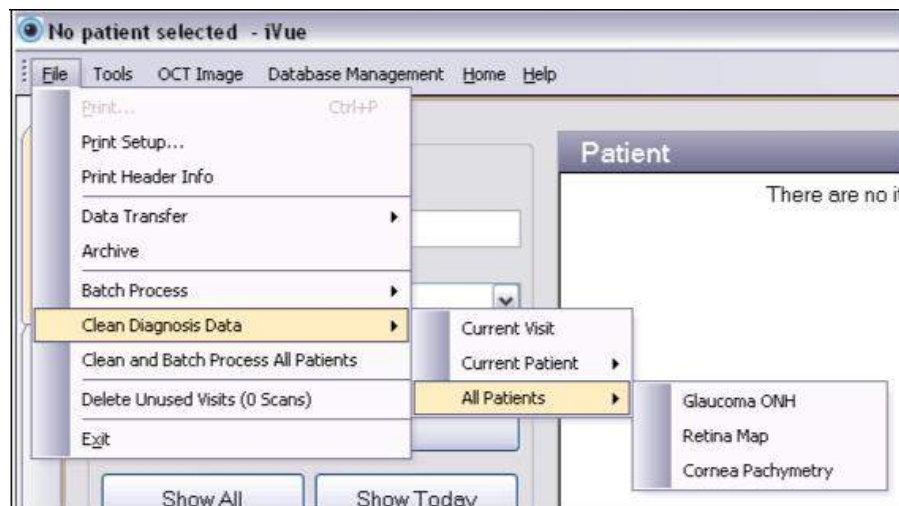 No patient selected - iVue
File Tools OCT Image Database Management Home Help
Print... Ctrl+P
Print Setup...
Print Header Info
Data Transfer
Archive
Batch Process
Clean Diagnosis Data
Clean and Batch Process All Patients
Delete Unused Visits (0 Scans)
Exit
Current Visit
Current Patient
All Patients
Glaucoma ONH
Retina Map
Cornea Pachymetry
Patient
There are no it
Show All Show Today